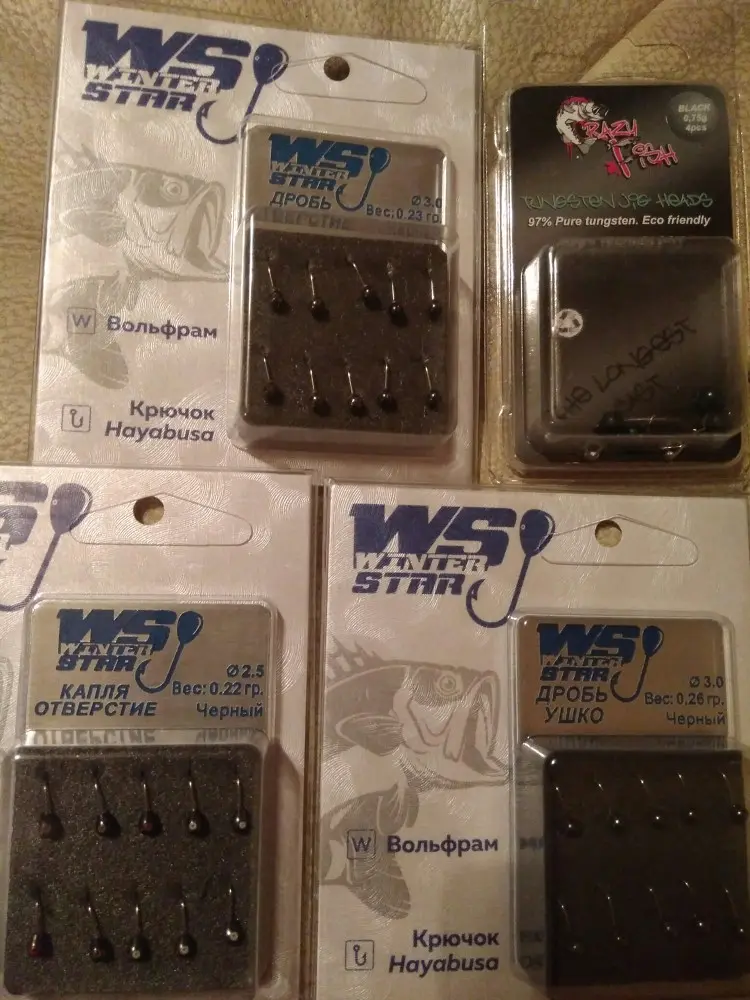 WS
WINTER
STAR
WS
WINTER
STAR
ДРОБЬ
Ø 3.0
Вес: 0.23 гр.
W Вольфрам
Крючок
Hayabusa
BLACK
0,75g
4pcs
CRAZY
FISH
TUNGSTEN JIG HEADS
97% Pure tungsten. Eco friendly
THE LONGEST
CAST
WS
WINTER
STAR
КАПЛЯ
ОТВЕРСТИЕ
Ø 2.5
Вес: 0.22 гр.
Черный
WS
WINTER
STAR
WS
WINTER
STAR
ДРОБЬ
УШКО
Ø 3.0
Вес: 0,26 гр.
Черный
W Вольфрам
Крючок
Hayabusa